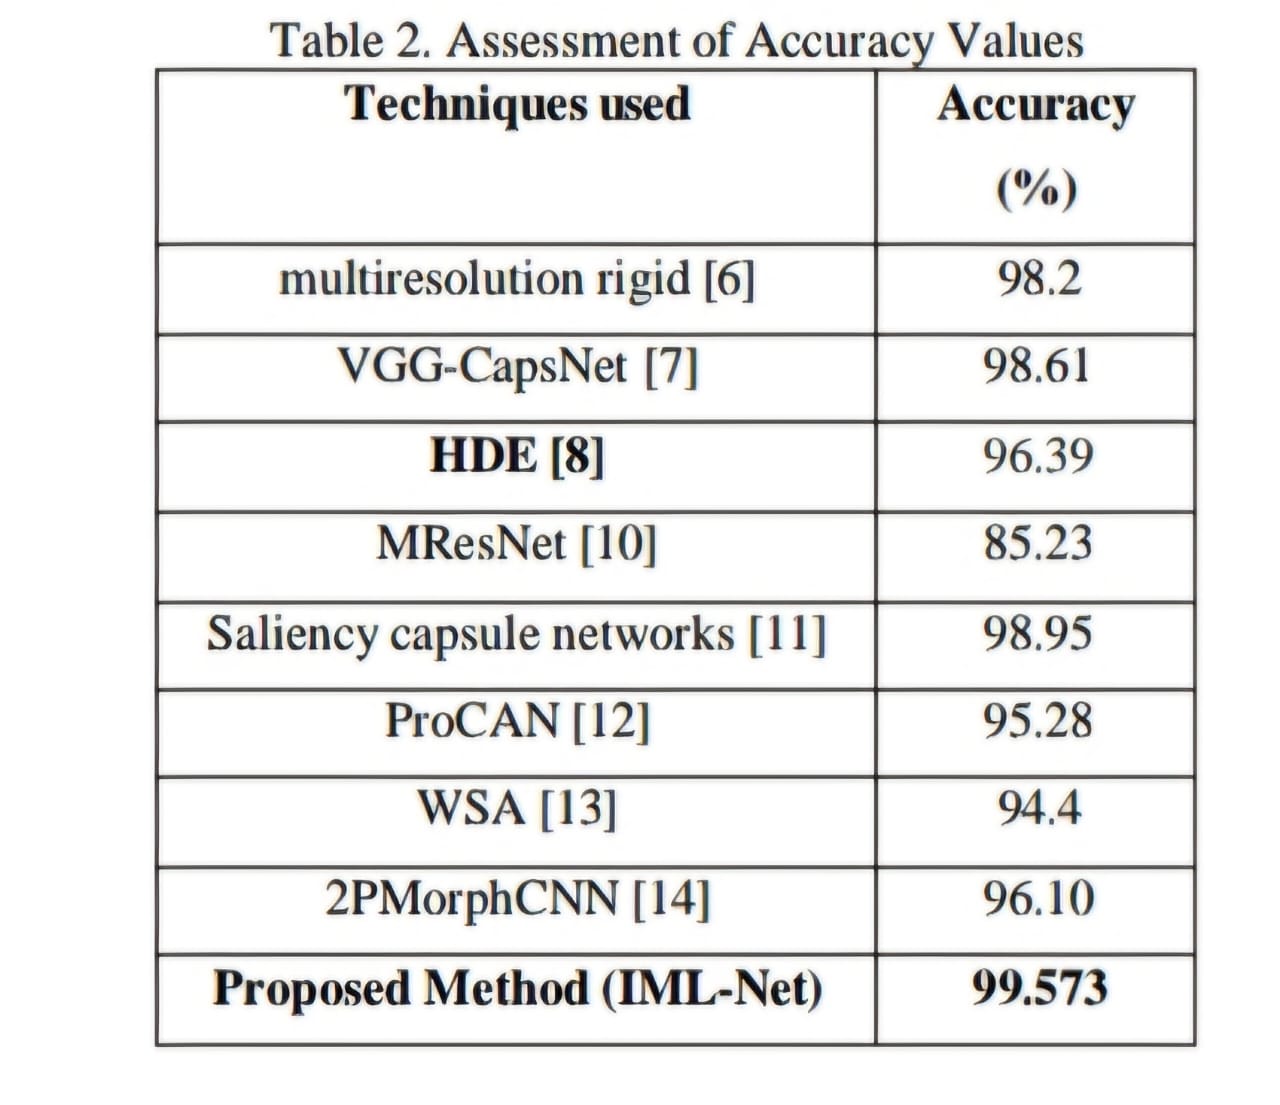 Table 2. Assessment of Accuracy Values
Techniques used Accuracy
(%)
multiresolution rigid [6] 98.2
VGG-CapsNet [7] 98.61
HDE [8] 96.39
MResNet [10] 85.23
Saliency capsule networks [11] 98.95
ProCAN [12] 95.28
WSA [13] 94.4
2PMorphCNN [14] 96.10
Proposed Method (IML-Net) 99.573